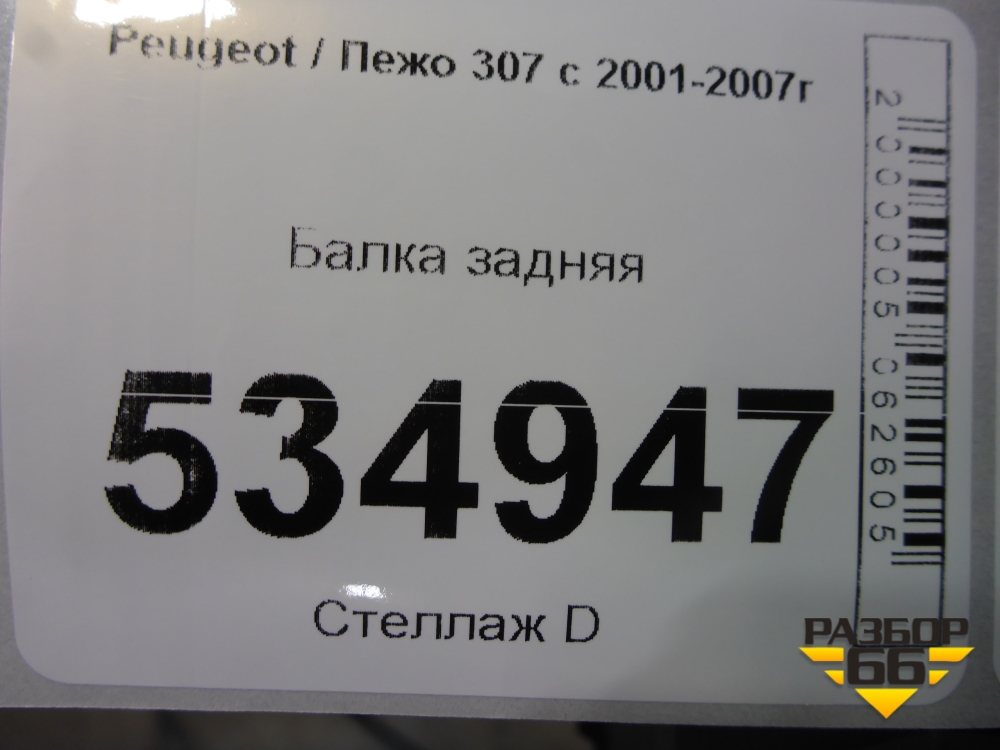 Peugeot / Пежо 307 с 2001-2007г
Балка задняя
534947
Стеллаж D
2000005062605
РАЗБОР
66